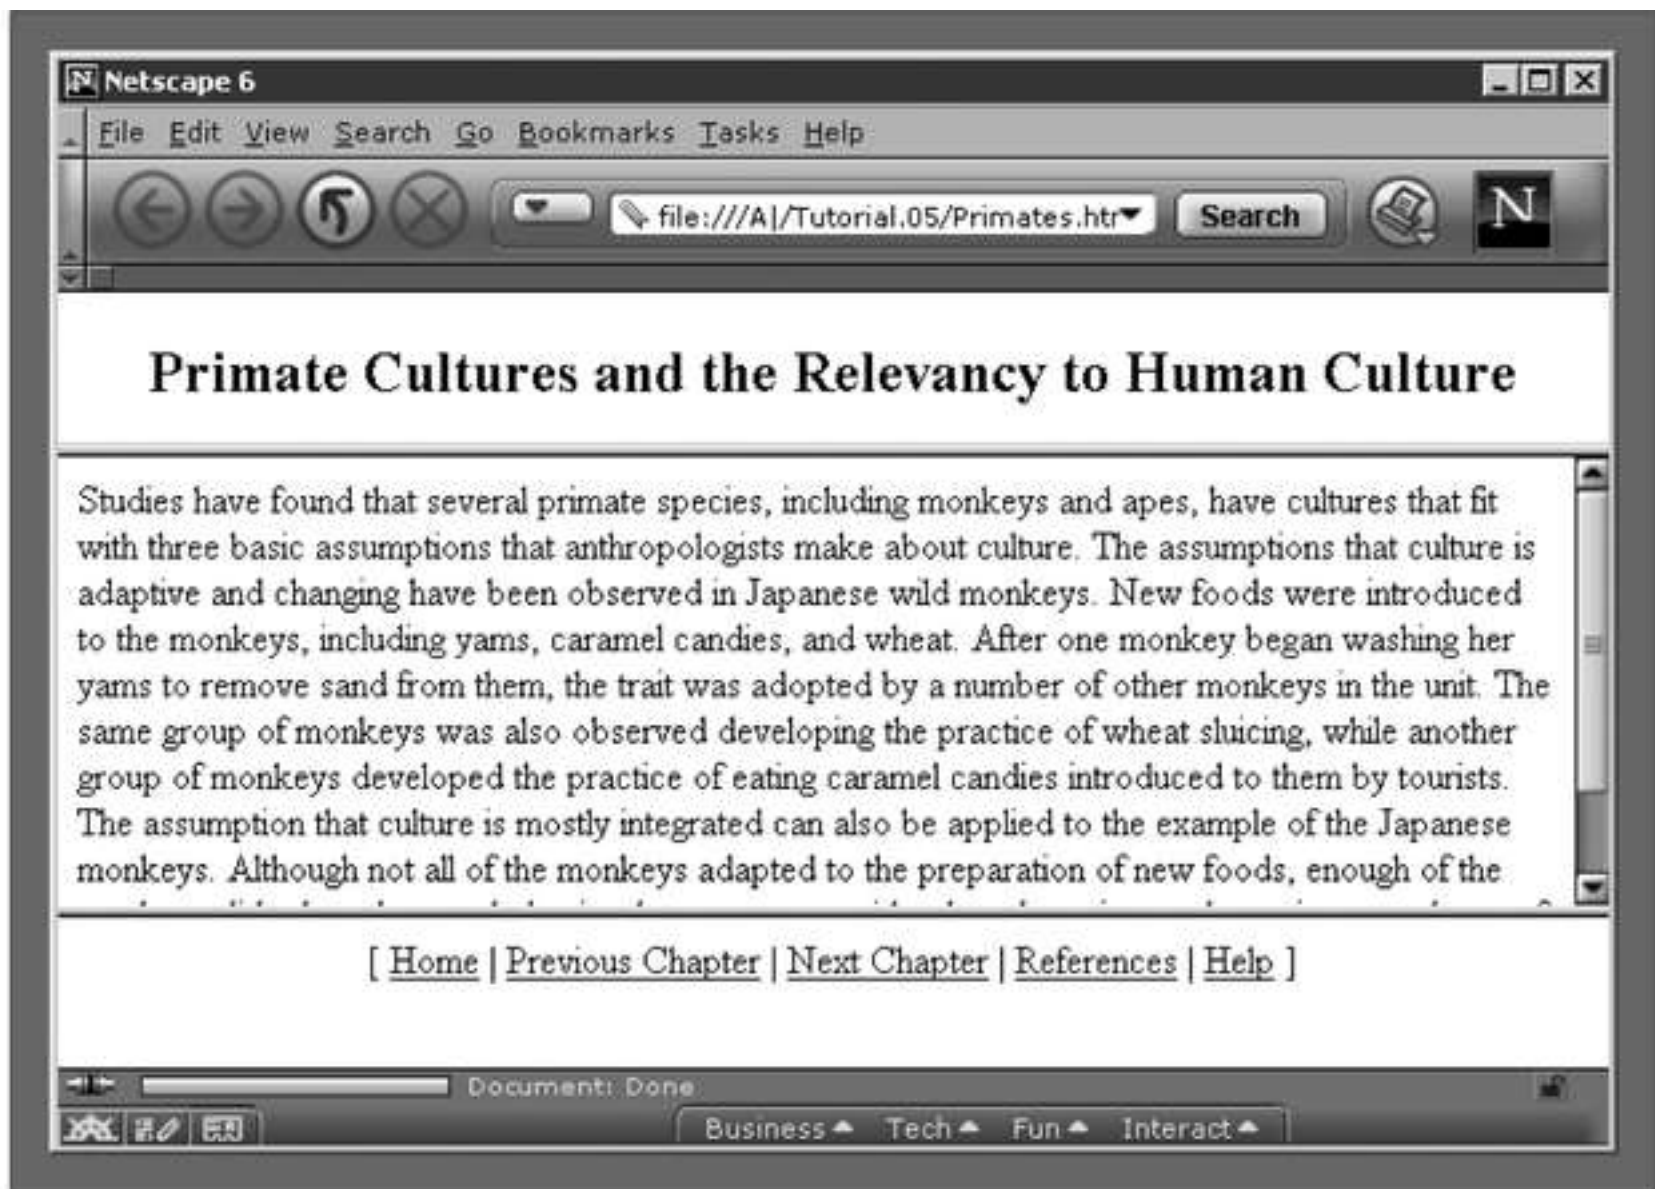 N Netscape 6
File Edit View Search Go Bookmarks Tasks Help
file:///A|/Tutorial.05/Primates.htr Search N
Primate Cultures and the Relevancy to Human Culture
Studies have found that several primate species, including monkeys and apes, have cultures that fit
with three basic assumptions that anthropologists make about culture. The assumptions that culture is
adaptive and changing have been observed in Japanese wild monkeys. New foods were introduced
to the monkeys, including yams, caramel candies, and wheat. After one monkey began washing her
yams to remove sand from them, the trait was adopted by a number of other monkeys in the unit. The
same group of monkeys was also observed developing the practice of wheat sluicing, while another
group of monkeys developed the practice of eating caramel candies introduced to them by tourists.
The assumption that culture is mostly integrated can also be applied to the example of the Japanese
monkeys. Although not all of the monkeys adapted to the preparation of new foods, enough of the
[ Home | Previous Chapter | Next Chapter | References | Help ]
Document: Done
Business Tech Fun Interact